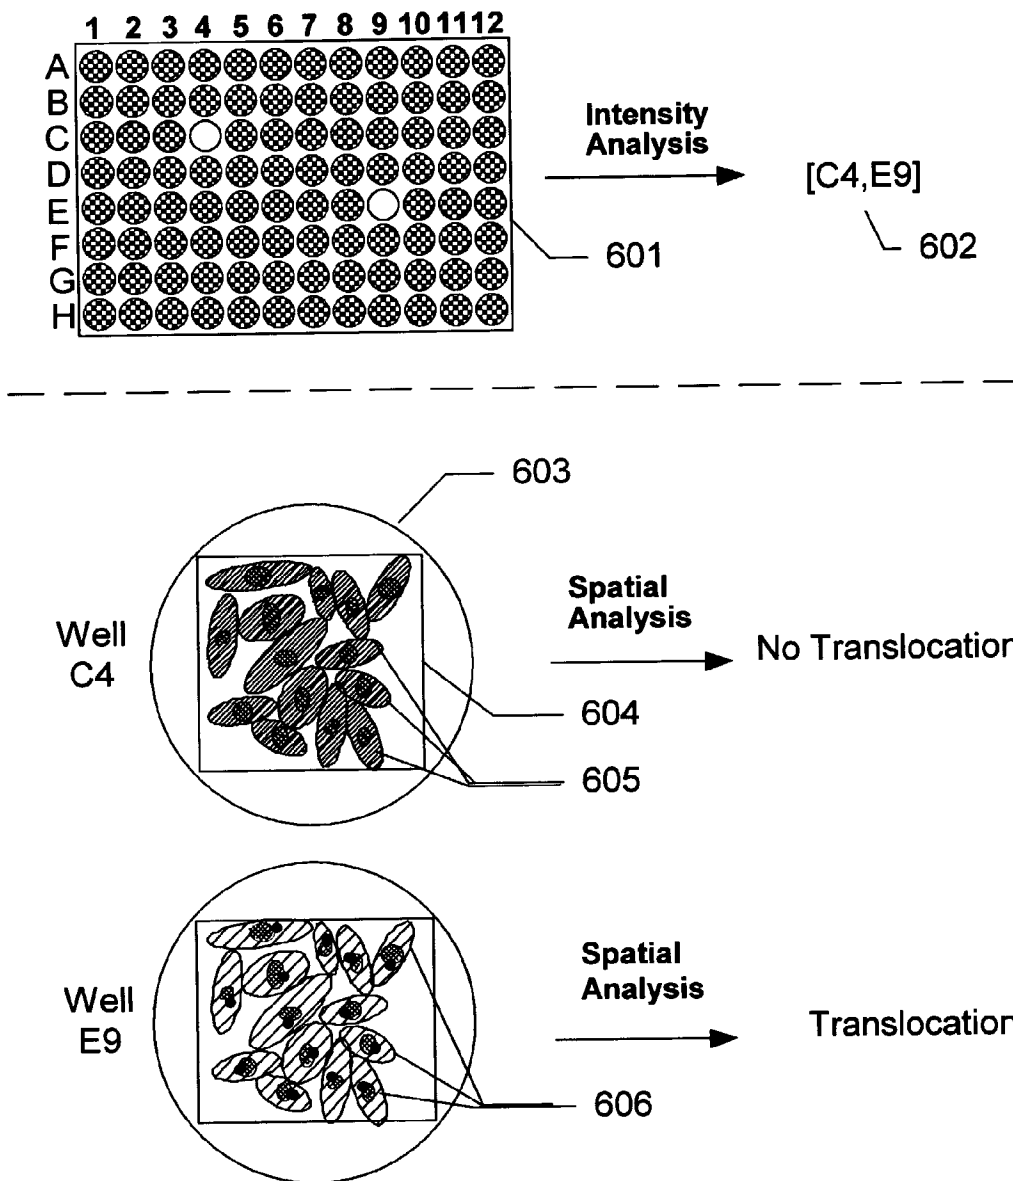 1 2 3 4 5 6 7 8 9 10 11 12
A
B
C
D
E
F
G
H
Intensity
Analysis
[C4,E9]
601
602
603
Well
C4
Spatial
Analysis
No Translocation
604
605
Well
E9
Spatial
Analysis
Translocation
606